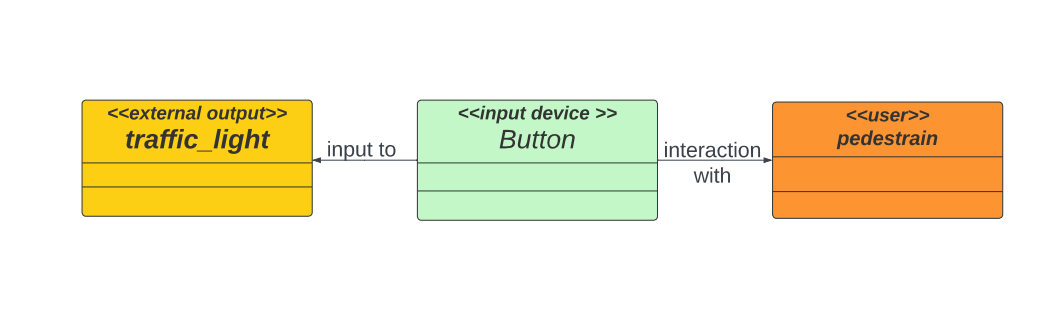 <<external output>>
traffic_light
input to
<<input device >>
Button
interaction
with
<<user>>
pedestrain